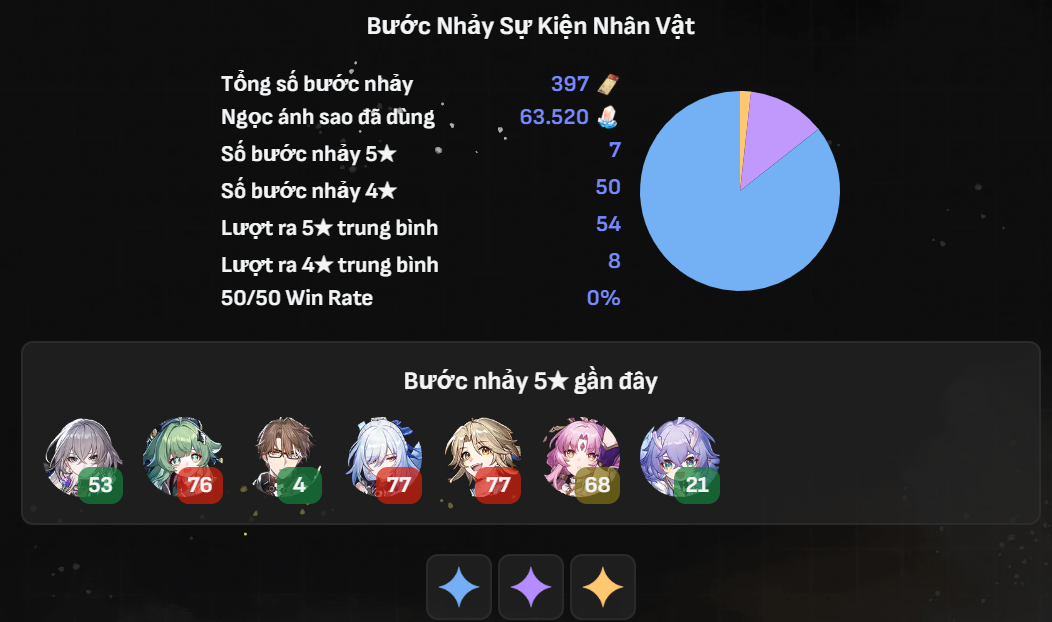 Bước Nhảy Sự Kiện Nhân Vật
Tổng số bước nhảy 397
Ngọc ánh sao đã dùng 63.520
Số bước nhảy 5★ 7
Số bước nhảy 4★ 50
Lượt ra 5★ trung bình 54
Lượt ra 4★ trung bình 8
50/50 Win Rate 0%
Bước nhảy 5★ gần đây
53 76 4 77 77 68 21